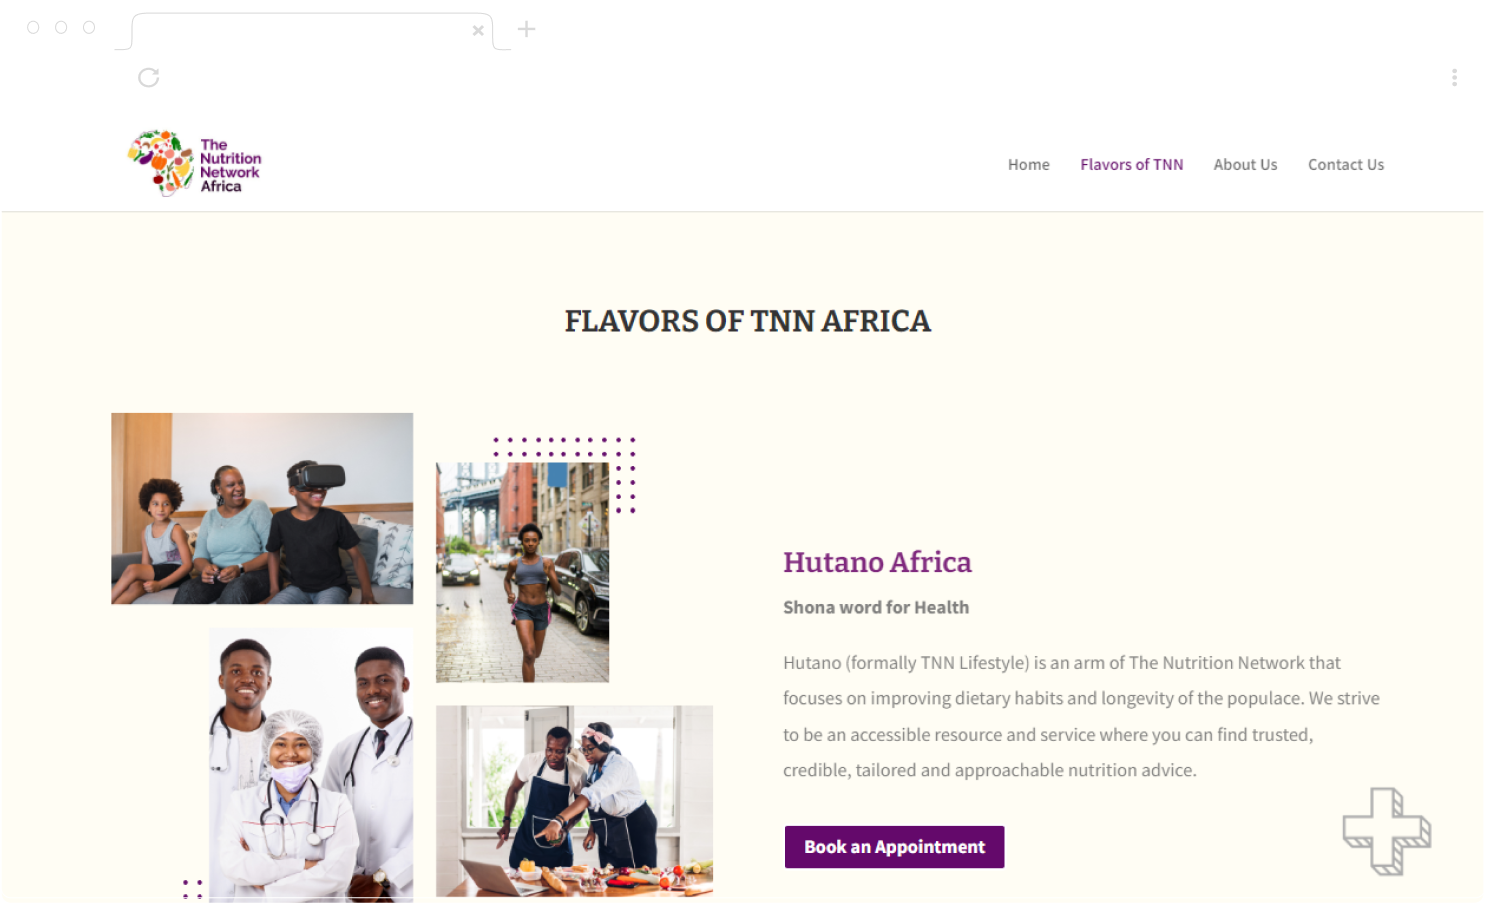 The
Nutrition
Network
Africa
Home
Flavors of TNN
About Us
Contact Us
FLAVORS OF TNN AFRICA
Hutano Africa
Shona word for Health
Hutano (formally TNN Lifestyle) is an arm of The Nutrition Network that
focuses on improving dietary habits and longevity of the populace. We strive
to be an accessible resource and service where you can find trusted,
credible, tailored and approachable nutrition advice.
Book an Appointment